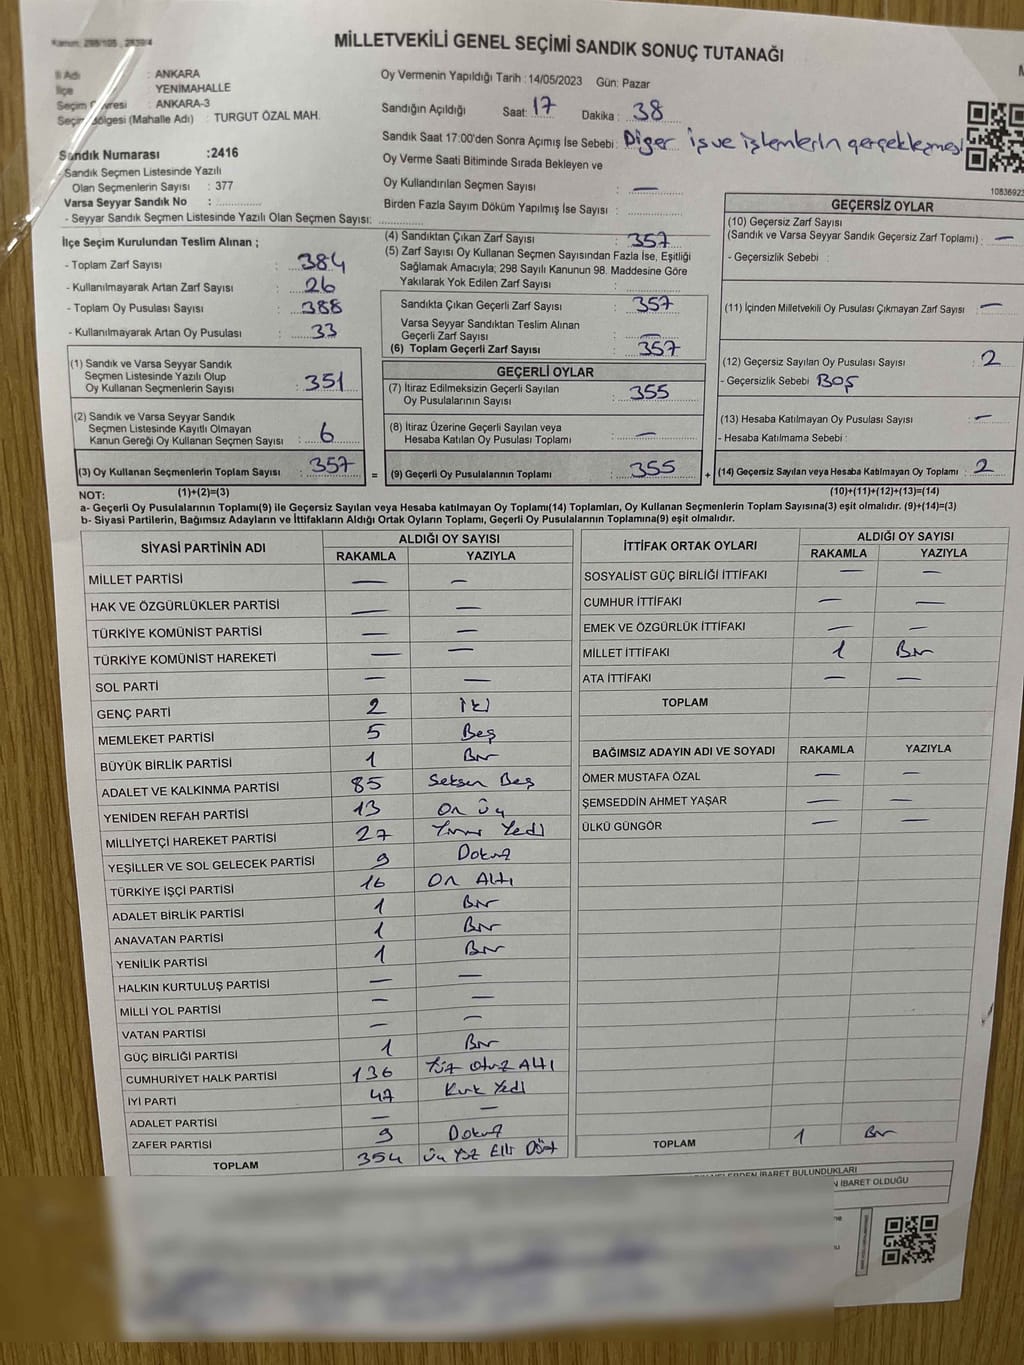 Kanun: 298/105 , 2839/4
MİLLETVEKİLİ GENEL SEÇİMİ SANDIK SONUÇ TUTANAĞI
İl Adı : ANKARA
İlçe : YENİMAHALLE
Seçim Çevresi : ANKARA-3
Seçim Bölgesi (Mahalle Adı) : TURGUT ÖZAL MAH.
Sandık Numarası :2416
- Sandık Seçmen Listesinde Yazılı
Olan Seçmenlerin Sayısı : 377
Varsa Seyyar Sandık No :
- Seyyar Sandık Seçmen Listesinde Yazılı Olan Seçmen Sayısı:
Oy Vermenin Yapıldığı Tarih :14/05/2023 Gün: Pazar
Sandığın Açıldığı Saat: 17 Dakika : 38
Sandık Saat 17:00'den Sonra Açılmış İse Sebebi : Diger iş ve işlemlerin gerçekleşmesi
Oy Verme Saati Bitiminde Sırada Bekleyen ve
Oy Kullandırılan Seçmen Sayısı : —
Birden Fazla Sayım Döküm Yapılmış İse Sayısı :
1083692
İlçe Seçim Kurulundan Teslim Alınan ;
- Toplam Zarf Sayısı : 384
- Kullanılmayarak Artan Zarf Sayısı : 26
- Toplam Oy Pusulası Sayısı : 388
- Kullanılmayarak Artan Oy Pusulası : 33
(1) Sandık ve Varsa Seyyar Sandık
Seçmen Listesinde Yazılı Olup
Oy Kullanan Seçmenlerin Sayısı : 351
(2) Sandık ve Varsa Seyyar Sandık
Seçmen Listesinde Kayıtlı Olmayan
Kanun Gereği Oy Kullanan Seçmen Sayısı : 6
(3) Oy Kullanan Seçmenlerin Toplam Sayısı : 357
(1)+(2)=(3)
(4) Sandıktan Çıkan Zarf Sayısı : 357
(5) Zarf Sayısı Oy Kullanan Seçmen Sayısından Fazla İse, Eşitliği
Sağlamak Amacıyla; 298 Sayılı Kanunun 98. Maddesine Göre
Yakılarak Yok Edilen Zarf Sayısı :
Sandıkta Çıkan Geçerli Zarf Sayısı : 357
Varsa Seyyar Sandıktan Teslim Alınan
Geçerli Zarf Sayısı : —
(6) Toplam Geçerli Zarf Sayısı : 357
GEÇERLİ OYLAR
(7) İtiraz Edilmeksizin Geçerli Sayılan
Oy Pusulalarının Sayısı : 355
(8) İtiraz Üzerine Geçerli Sayılan veya
Hesaba Katılan Oy Pusulası Toplamı : —
= (9) Geçerli Oy Pusulalarının Toplamı : 355
GEÇERSİZ OYLAR
(10) Geçersiz Zarf Sayısı
(Sandık ve Varsa Seyyar Sandık Geçersiz Zarf Toplamı) : —
- Geçersizlik Sebebi :
(11) İçinden Milletvekili Oy Pusulası Çıkmayan Zarf Sayısı : —
(12) Geçersiz Sayılan Oy Pusulası Sayısı : 2
- Geçersizlik Sebebi BOŞ
(13) Hesaba Katılmayan Oy Pusulası Sayısı : —
- Hesaba Katılmama Sebebi :
+ (14) Geçersiz Sayılan veya Hesaba Katılmayan Oy Toplamı : 2
(10)+(11)+(12)+(13)=(14)
NOT:
a- Geçerli Oy Pusulalarının Toplamı(9) ile Geçersiz Sayılan veya Hesaba katılmayan Oy Toplamı(14) Toplamları, Oy Kullanan Seçmenlerin Toplam Sayısına(3) eşit olmalıdır. (9)+(14)=(3)
b- Siyasi Partilerin, Bağımsız Adayların ve İttifakların Aldığı Ortak Oyların Toplamı, Geçerli Oy Pusulalarının Toplamına(9) eşit olmalıdır.
SİYASİ PARTİNİN ADI ALDIĞI OY SAYISI
RAKAMLA YAZIYLA
MİLLET PARTİSİ — —
HAK VE ÖZGÜRLÜKLER PARTİSİ — —
TÜRKİYE KOMÜNİST PARTİSİ — —
TÜRKİYE KOMÜNİST HAREKETİ — —
SOL PARTİ — —
GENÇ PARTİ 2 İki
MEMLEKET PARTİSİ 5 Beş
BÜYÜK BİRLİK PARTİSİ 1 Bir
ADALET VE KALKINMA PARTİSİ 85 Seksen Beş
YENİDEN REFAH PARTİSİ 13 On Üç
MİLLİYETÇİ HAREKET PARTİSİ 27 Yirmi Yedi
YEŞİLLER VE SOL GELECEK PARTİSİ 9 Dokuz
TÜRKİYE İŞÇİ PARTİSİ 16 On Altı
ADALET BİRLİK PARTİSİ 1 Bir
ANAVATAN PARTİSİ 1 Bir
YENİLİK PARTİSİ 1 Bir
HALKIN KURTULUŞ PARTİSİ — —
MİLLİ YOL PARTİSİ — —
VATAN PARTİSİ — —
GÜÇ BİRLİĞİ PARTİSİ 1 Bir
CUMHURİYET HALK PARTİSİ 136 Yüz Otuz Altı
İYİ PARTİ 47 Kırk Yedi
ADALET PARTİSİ — —
ZAFER PARTİSİ 9 Dokuz
TOPLAM 354 Üç Yüz Elli Dört
İTTİFAK ORTAK OYLARI ALDIĞI OY SAYISI
RAKAMLA YAZIYLA
SOSYALİST GÜÇ BİRLİĞİ İTTİFAKI — —
CUMHUR İTTİFAKI — —
EMEK VE ÖZGÜRLÜK İTTİFAKI — —
MİLLET İTTİFAKI 1 Bir
ATA İTTİFAKI — —
TOPLAM
BAĞIMSIZ ADAYIN ADI VE SOYADI RAKAMLA YAZIYLA
ÖMER MUSTAFA ÖZAL — —
ŞEMSEDDİN AHMET YAŞAR — —
ÜLKÜ GÜNGÖR — —
TOPLAM 1 Bir
İBARET BULUNDUKLARI
İBARET OLDUĞU